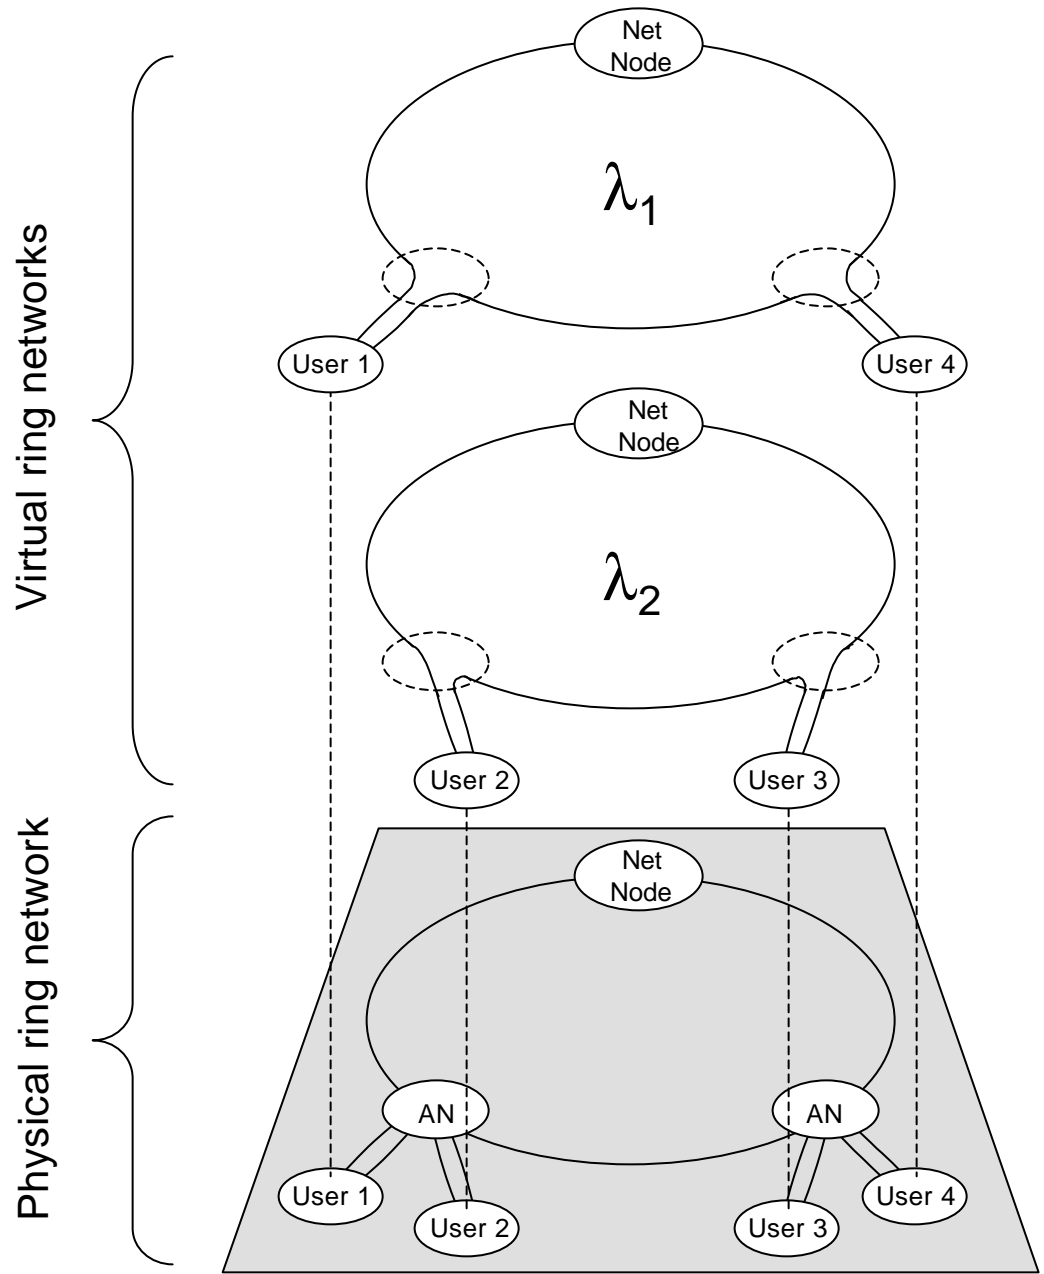 Net
Node
λ1
User 1
User 4
Virtual ring networks
Net
Node
λ2
User 2
User 3
Physical ring network
Net
Node
AN
AN
User 1
User 4
User 2
User 3